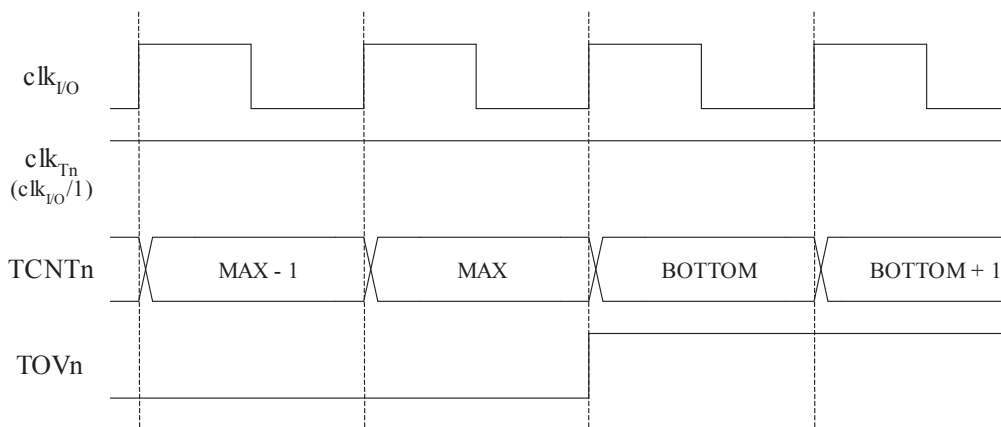 clk_I/O
clk_Tn
(clk_I/O/1)
TCNTn MAX - 1 MAX BOTTOM BOTTOM + 1
TOVn